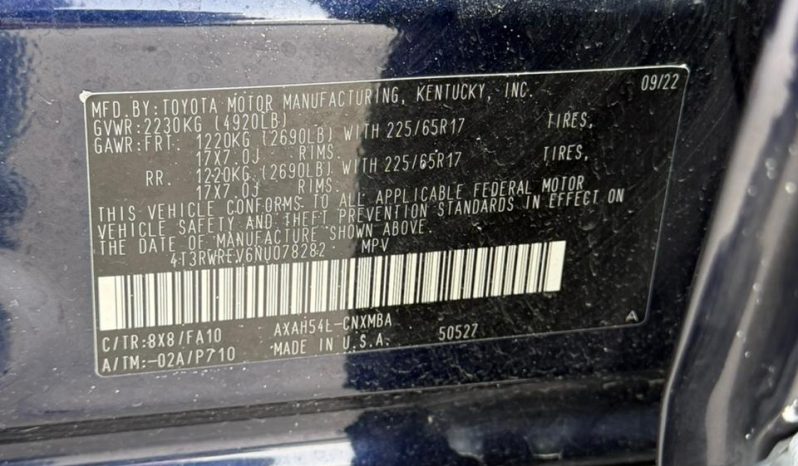 MFD. BY: TOYOTA MOTOR MANUFACTURING, KENTUCKY, INC. 09/22
GVWR: 2230KG (4920LB)
GAWR: FRT. 1220KG (2690LB) WITH 225/65R17 TIRES,
17X7.0J RIMS.
RR. 1220KG (2690LB) WITH 225/65R17 TIRES,
17X7.0J RIMS.
THIS VEHICLE CONFORMS TO ALL APPLICABLE FEDERAL MOTOR
VEHICLE SAFETY AND THEFT PREVENTION STANDARDS IN EFFECT ON
THE DATE OF MANUFACTURE SHOWN ABOVE.
4T3RWREV6NU078282 MPV
C/TR: 8X8/FA10 AXAH54L-CNXMBA 50527 A
A/TM: -02A/P710 MADE IN U.S.A.